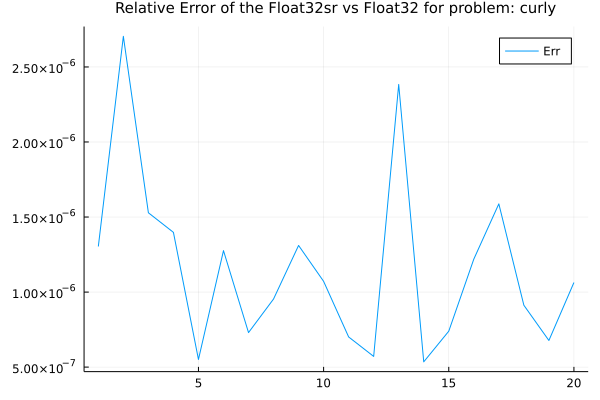 Relative Error of the Float32sr vs Float32 for problem: curly
Err
2.50×10⁻⁶
2.00×10⁻⁶
1.50×10⁻⁶
1.00×10⁻⁶
5.00×10⁻⁷
5 10 15 20